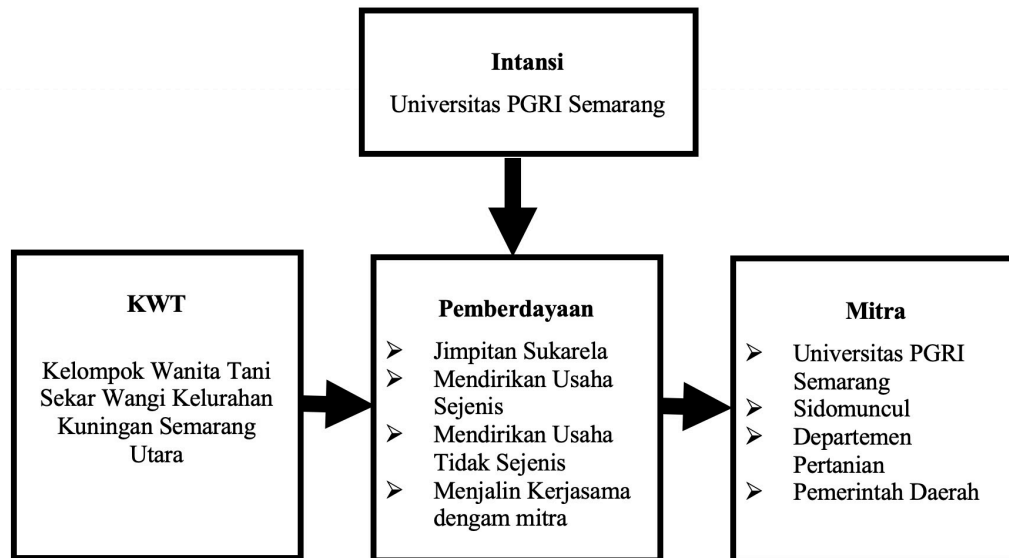 Intansi
Universitas PGRI Semarang
KWT
Kelompok Wanita Tani
Sekar Wangi Kelurahan
Kuningan Semarang
Utara
Pemberdayaan
➢ Jimpitan Sukarela
➢ Mendirikan Usaha
Sejenis
➢ Mendirikan Usaha
Tidak Sejenis
➢ Menjalin Kerjasama
dengam mitra
Mitra
➢ Universitas PGRI
Semarang
➢ Sidomuncul
➢ Departemen
Pertanian
➢ Pemerintah Daerah